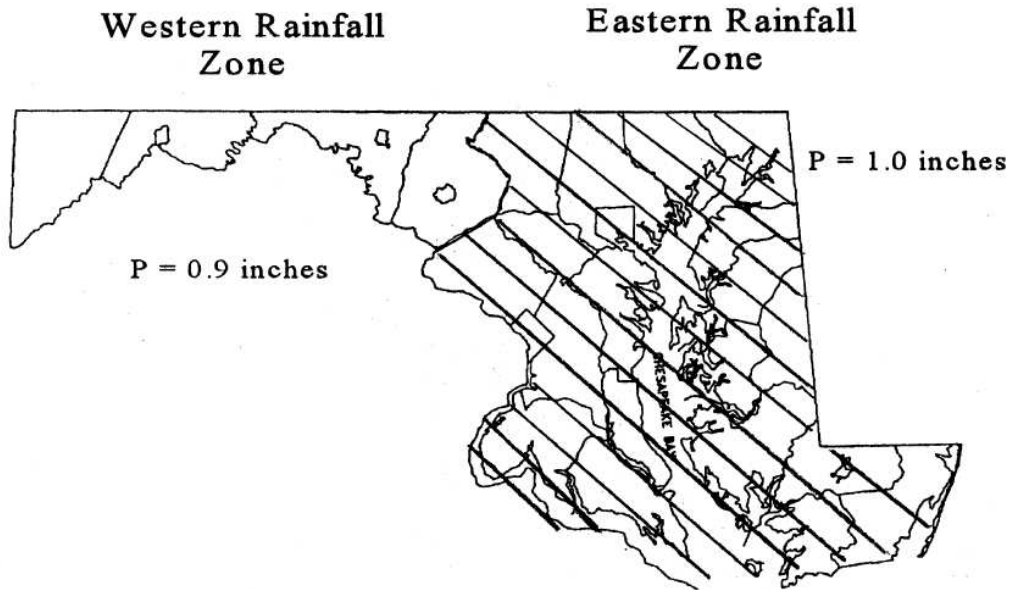 Western Rainfall
Zone
Eastern Rainfall
Zone
P = 1.0 inches
P = 0.9 inches
CHESAPEAKE BAY